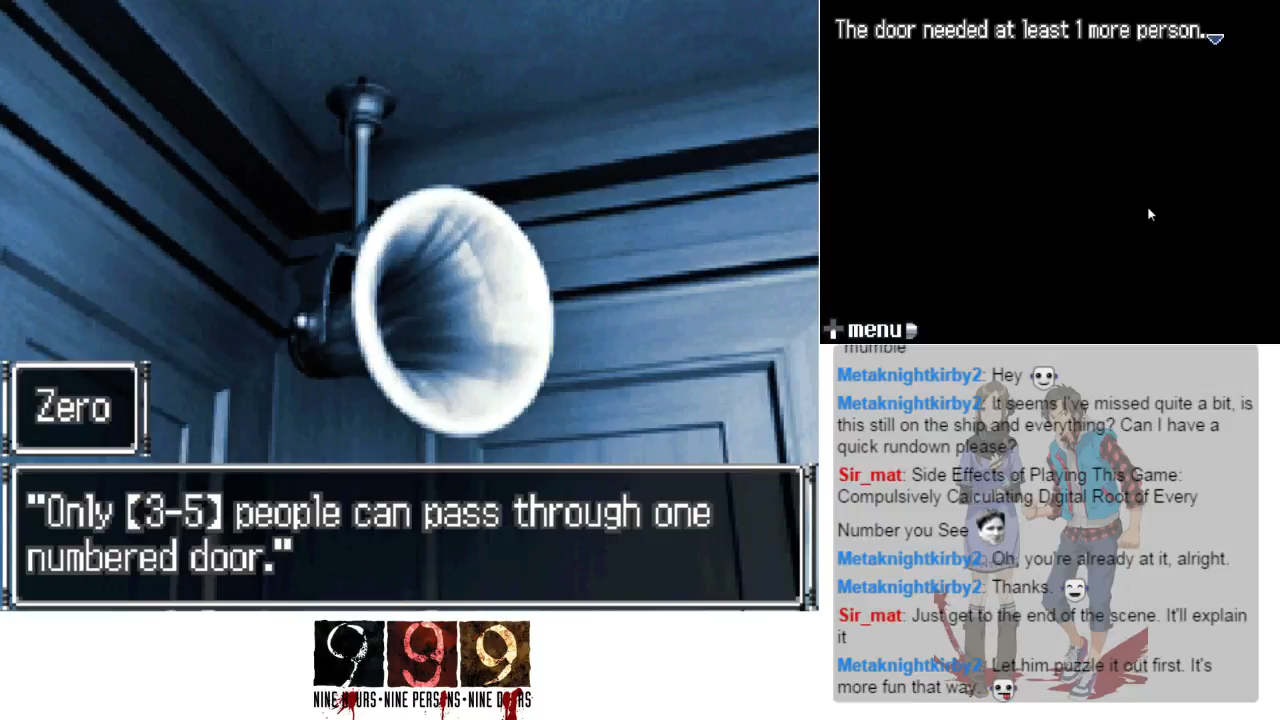 The door needed at least 1 more person.
menu
Zero
"Only【3-5】people can pass through one
numbered door."
mumble
Metaknightkirby2: Hey
Metaknightkirby2: It seems I've missed quite a bit, is
this still on the ship and everything? Can I have a
quick rundown please?
Sir_mat: Side Effects of Playing This Game:
Compulsively Calculating Digital Root of Every
Number you See
Metaknightkirby2: Oh, you're already at it, alright.
Metaknightkirby2: Thanks.
Sir_mat: Just get to the end of the scene. It'll explain
it
Metaknightkirby2: Let him puzzle it out first. It's
more fun that way.
9 9 9
NINE HOURS•NINE PERSONS•NINE DOORS